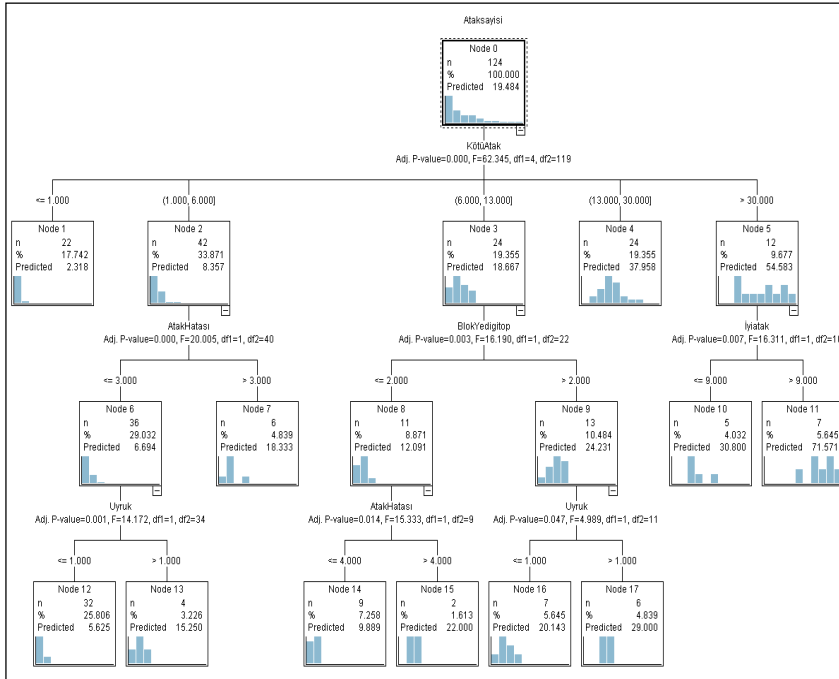 Ataksayisi
Node 0
n 124
% 100.000
Predicted 19.484
KötüAtak
Adj. P-value=0.000, F=62.345, df1=4, df2=119
<= 1.000
(1.000, 6.000]
(6.000, 13.000]
(13.000, 30.000]
> 30.000
Node 1
n 22
% 17.742
Predicted 2.318
Node 2
n 42
% 33.871
Predicted 8.357
Node 3
n 24
% 19.355
Predicted 18.667
Node 4
n 24
% 19.355
Predicted 37.958
Node 5
n 12
% 9.677
Predicted 54.583
AtakHatası
Adj. P-value=0.000, F=20.005, df1=1, df2=40
BlokYedigitop
Adj. P-value=0.003, F=16.190, df1=1, df2=22
İyiatak
Adj. P-value=0.007, F=16.311, df1=1, df2=10
<= 3.000
> 3.000
<= 2.000
> 2.000
<= 9.000
> 9.000
Node 6
n 36
% 29.032
Predicted 6.694
Node 7
n 6
% 4.839
Predicted 18.333
Node 8
n 11
% 8.871
Predicted 12.091
Node 9
n 13
% 10.484
Predicted 24.231
Node 10
n 5
% 4.032
Predicted 30.800
Node 11
n 7
% 5.645
Predicted 71.571
Uyruk
Adj. P-value=0.001, F=14.172, df1=1, df2=34
AtakHatası
Adj. P-value=0.014, F=15.333, df1=1, df2=9
Uyruk
Adj. P-value=0.047, F=4.989, df1=1, df2=11
<= 1.000
> 1.000
<= 4.000
> 4.000
<= 1.000
> 1.000
Node 12
n 32
% 25.806
Predicted 5.625
Node 13
n 4
% 3.226
Predicted 15.250
Node 14
n 9
% 7.258
Predicted 9.889
Node 15
n 2
% 1.613
Predicted 22.000
Node 16
n 7
% 5.645
Predicted 20.143
Node 17
n 6
% 4.839
Predicted 29.000